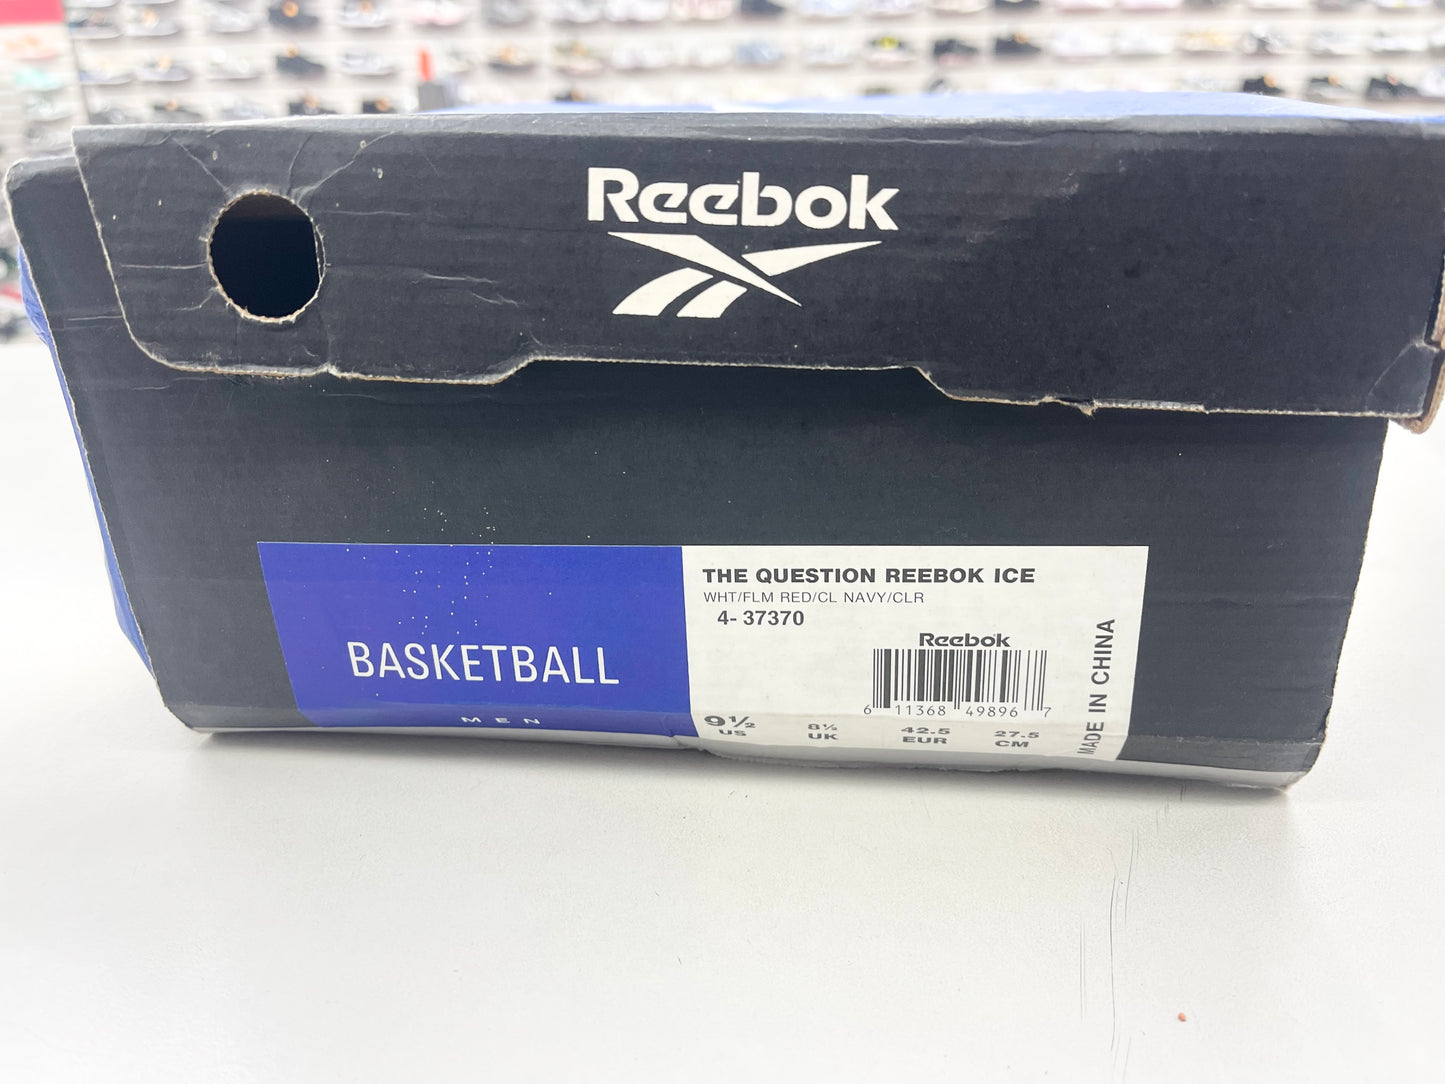 Reebok
BASKETBALL
MEN
THE QUESTION REEBOK ICE
WHT/FLM RED/CL NAVY/CLR
4- 37370
Reebok
6 11368 49896 7
9½ 8½ 42.5 27.5
US UK EUR CM
MADE IN CHINA